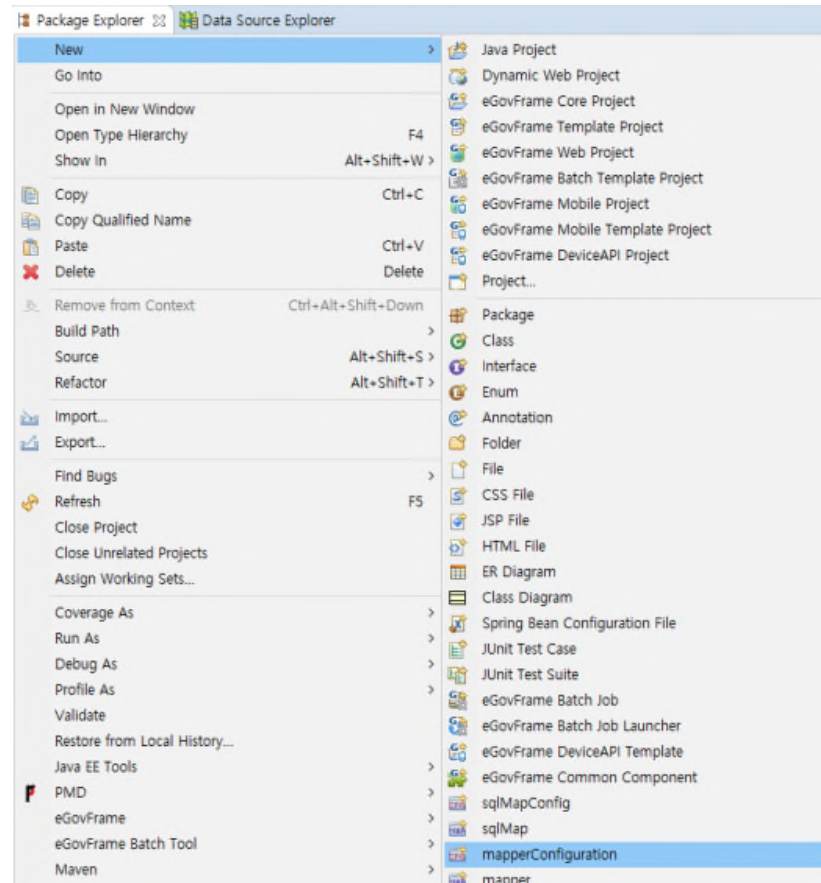 Package Explorer
Data Source Explorer
New
Go Into
Open in New Window
Open Type Hierarchy F4
Show In Alt+Shift+W >
Copy Ctrl+C
Copy Qualified Name
Paste Ctrl+V
Delete Delete
Remove from Context Ctrl+Alt+Shift+Down
Build Path
Source Alt+Shift+S >
Refactor Alt+Shift+T >
Import...
Export...
Find Bugs
Refresh F5
Close Project
Close Unrelated Projects
Assign Working Sets...
Coverage As
Run As
Debug As
Profile As
Validate
Restore from Local History...
Java EE Tools
PMD
eGovFrame
eGovFrame Batch Tool
Maven
Java Project
Dynamic Web Project
eGovFrame Core Project
eGovFrame Template Project
eGovFrame Web Project
eGovFrame Batch Template Project
eGovFrame Mobile Project
eGovFrame Mobile Template Project
eGovFrame DeviceAPI Project
Project...
Package
Class
Interface
Enum
Annotation
Folder
File
CSS File
JSP File
HTML File
ER Diagram
Class Diagram
Spring Bean Configuration File
JUnit Test Case
JUnit Test Suite
eGovFrame Batch Job
eGovFrame Batch Job Launcher
eGovFrame DeviceAPI Template
eGovFrame Common Component
sqlMapConfig
sqlMap
mapperConfiguration
mapper